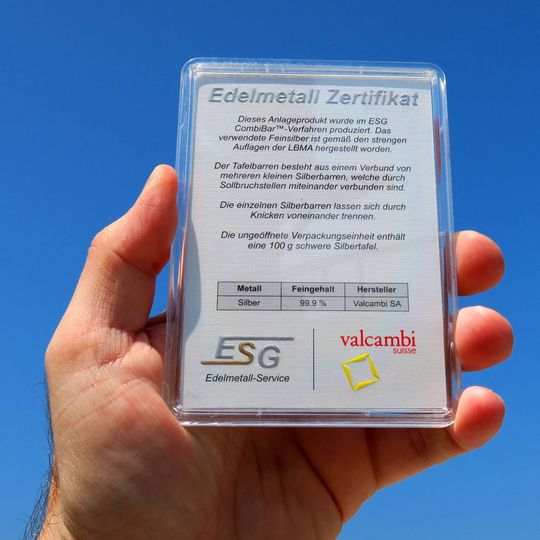 Edelmetall Zertifikat
Dieses Anlageprodukt wurde im ESG
CombiBar™-Verfahren produziert. Das
verwendete Feinsilber ist gemäß den strengen
Auflagen der LBMA hergestellt worden.
Der Tafelbarren besteht aus einem Verbund von
mehreren kleinen Silberbarren, welche durch
Sollbruchstellen miteinander verbunden sind.
Die einzelnen Silberbarren lassen sich durch
Knicken voneinander trennen.
Die ungeöffnete Verpackungseinheit enthält
eine 100 g schwere Silbertafel.
Metall Feingehalt Hersteller
Silber 99,9 % Valcambi SA
ESG
Edelmetall-Service
valcambi
suisse